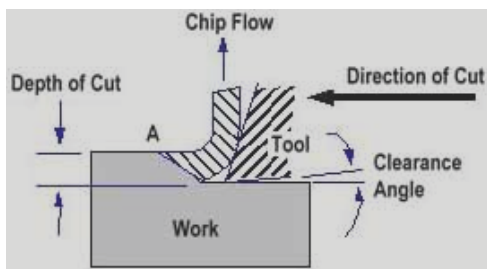 Chip Flow
Depth of Cut
Direction of Cut
A
Tool
Clearance
Angle
Work